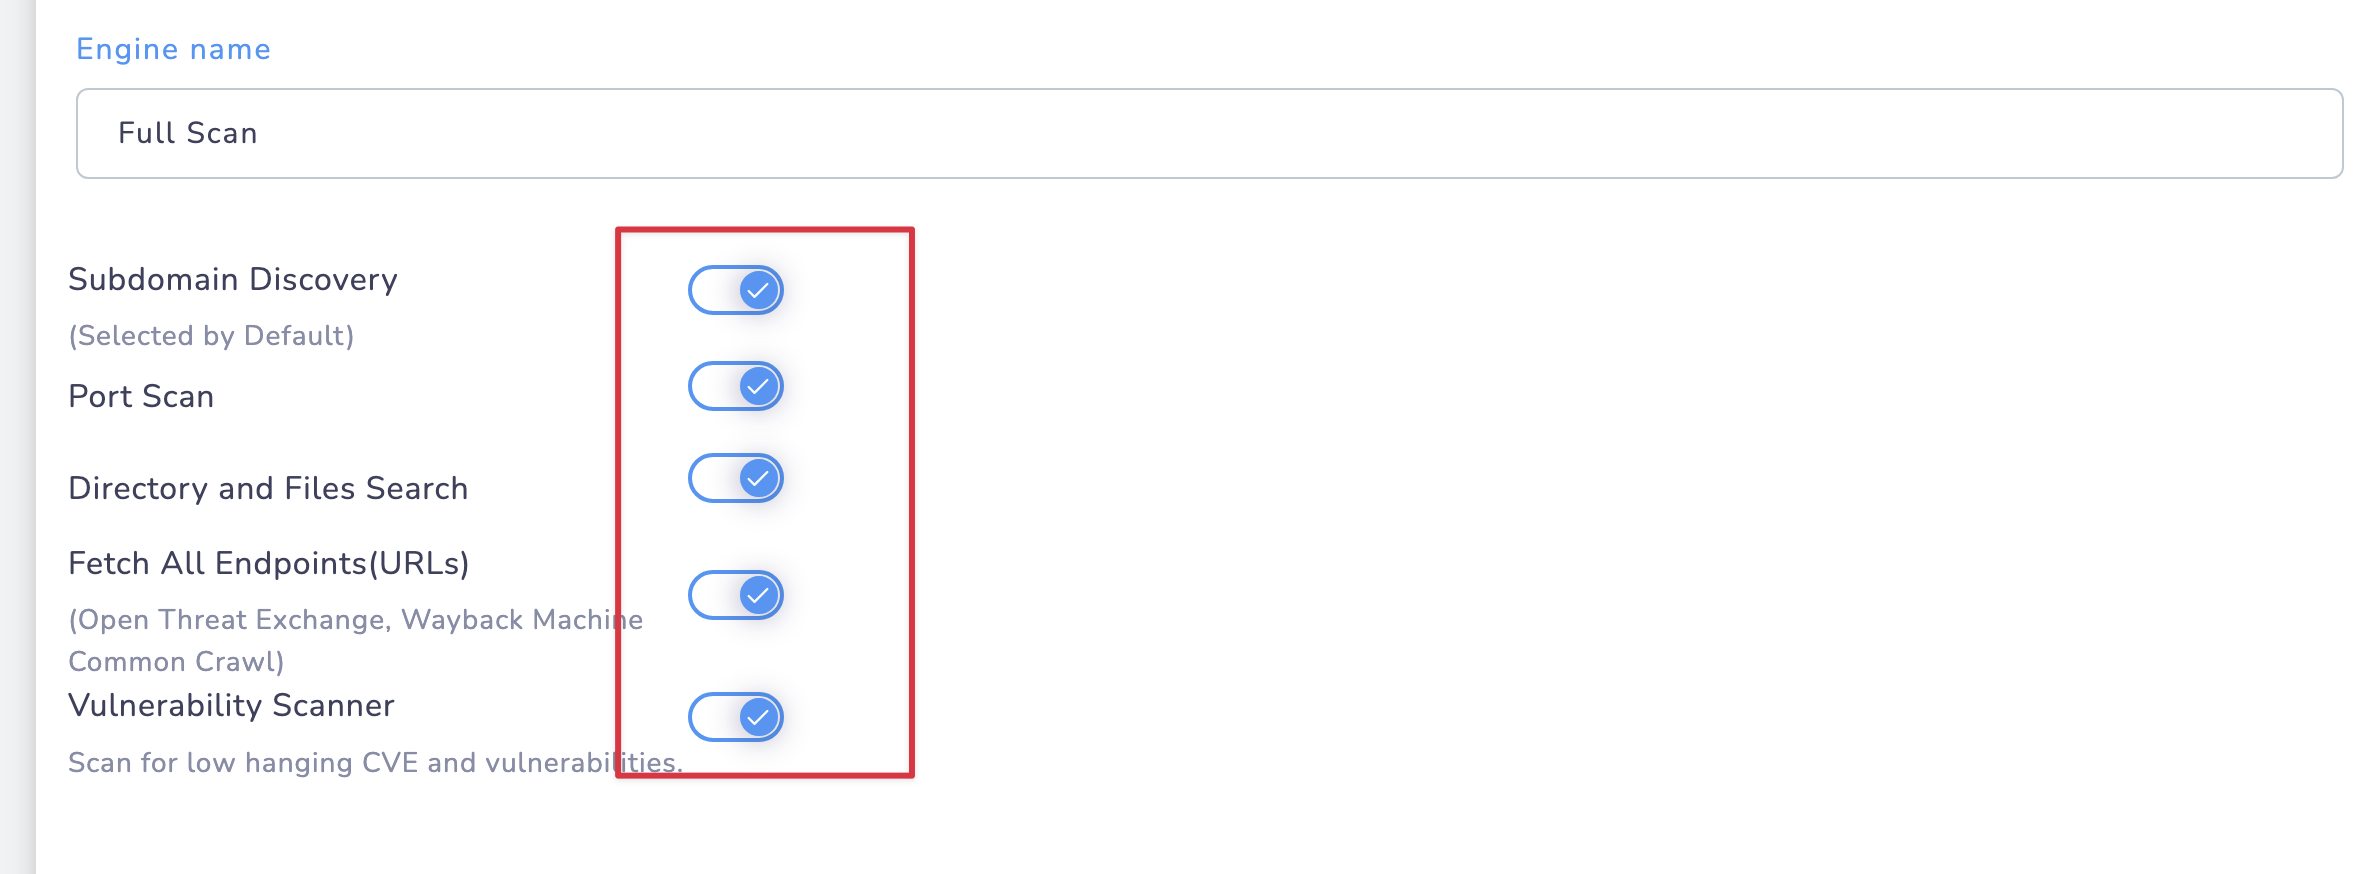 Engine name
Full Scan
Subdomain Discovery
(Selected by Default)
Port Scan
Directory and Files Search
Fetch All Endpoints(URLs)
(Open Threat Exchange, Wayback Machine
Common Crawl)
Vulnerability Scanner
Scan for low hanging CVE and vulnerabilities.